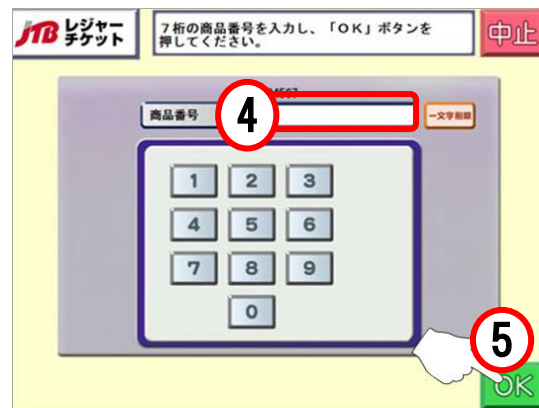 JTB レジャーチケット
7桁の商品番号を入力し、「OK」ボタンを
押してください。
中止
4567
商品番号
4
一文字削除
1 2 3
4 5 6
7 8 9
0
5
OK